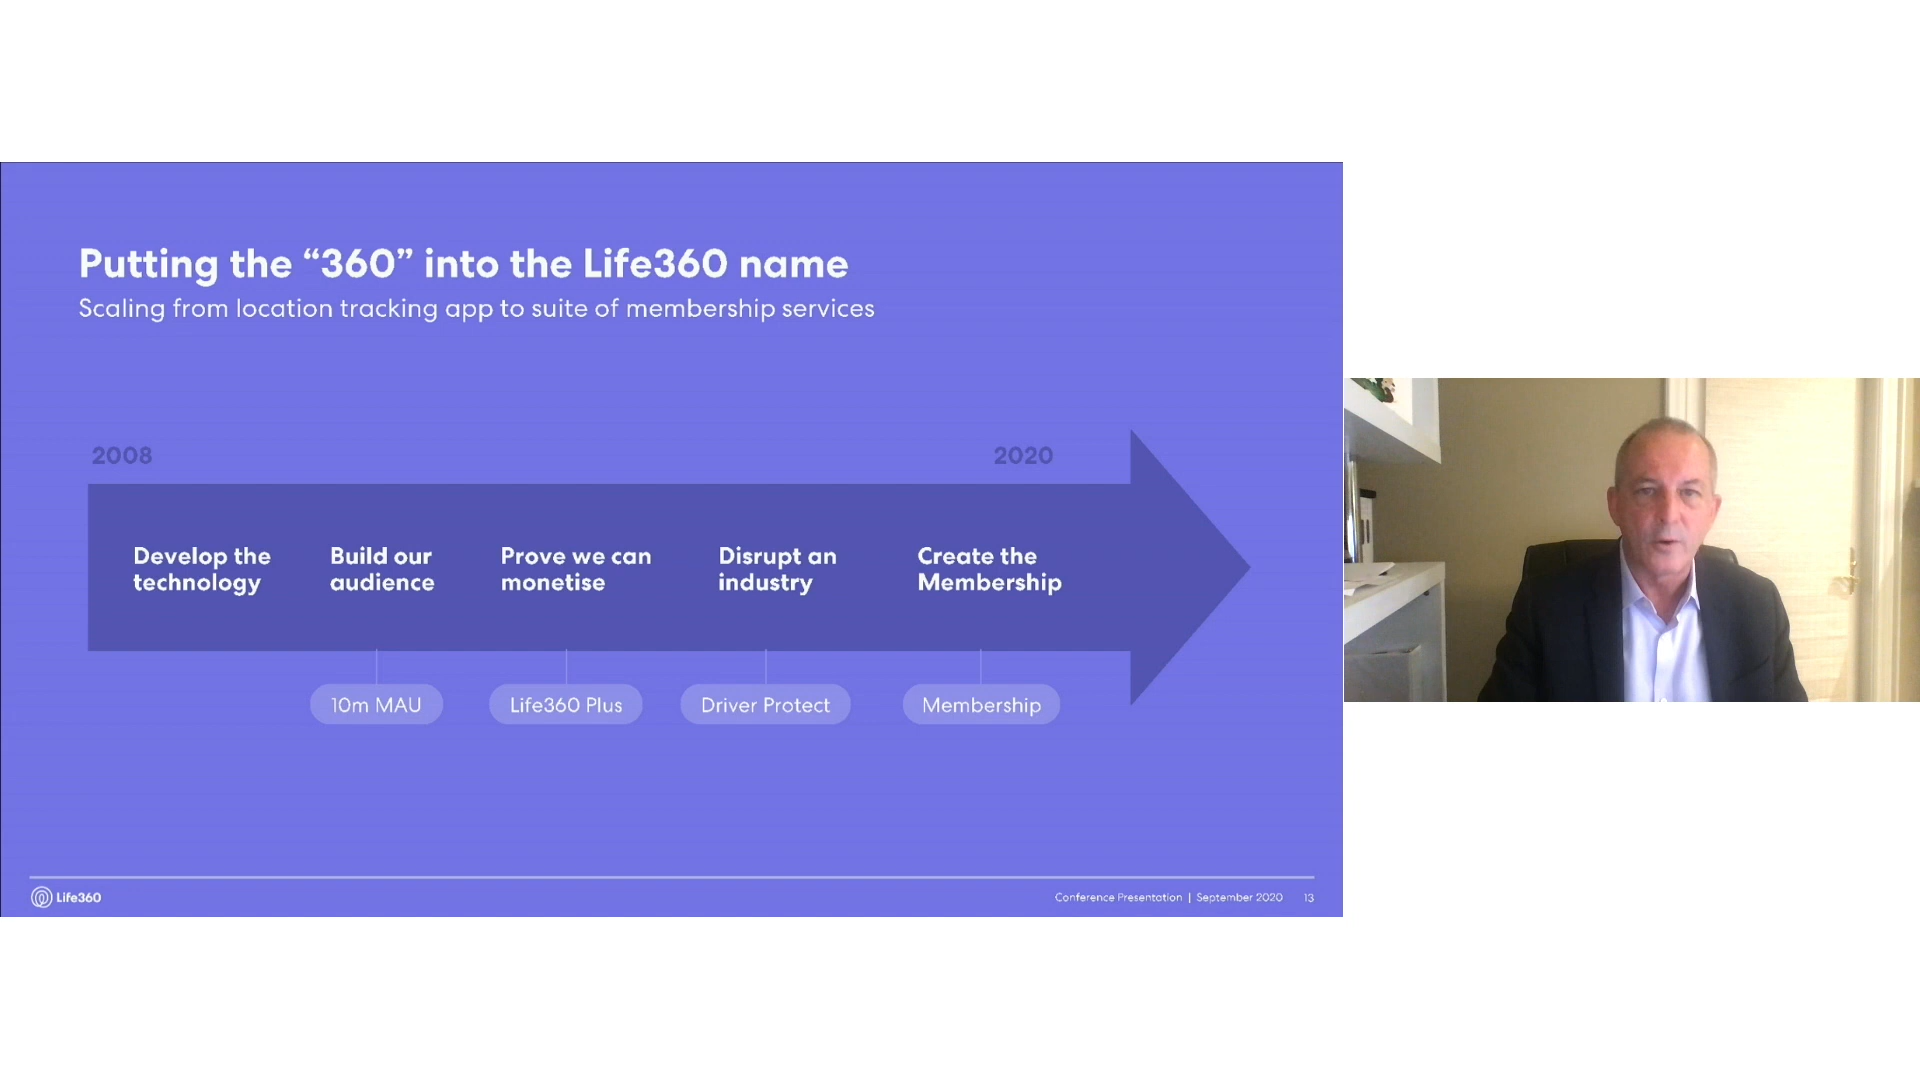 Putting the “360” into the Life360 name
Scaling from location tracking app to suite of membership services
2008
2020
Develop the
technology
Build our
audience
Prove we can
monetise
Disrupt an
industry
Create the
Membership
10m MAU
Life360 Plus
Driver Protect
Membership
Life360
Conference Presentation | September 2020 13